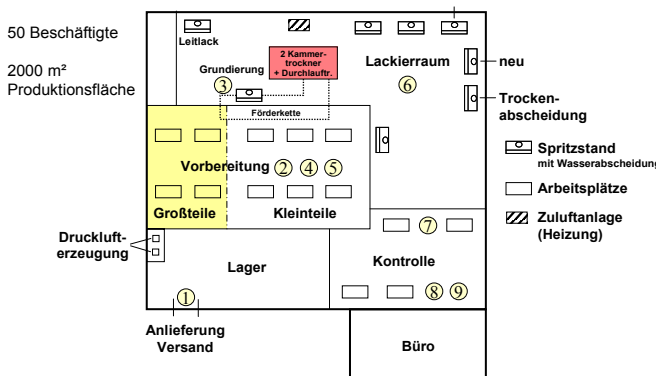 50 Beschäftigte
2000 m²
Produktionsfläche
Leitlack
2 Kammer-
trockner
+ Durchlauftr.
Grundierung
3
Lackierraum
6
neu
Trocken-
abscheidung
Förderkette
Vorbereitung 2 4 5
Großteile
Kleinteile
Spritzstand
mit Wasserabscheidung
Arbeitsplätze
Zuluftanlage
(Heizung)
Druckluft-
erzeugung
Lager
7
Kontrolle
8 9
1
Anlieferung
Versand
Büro